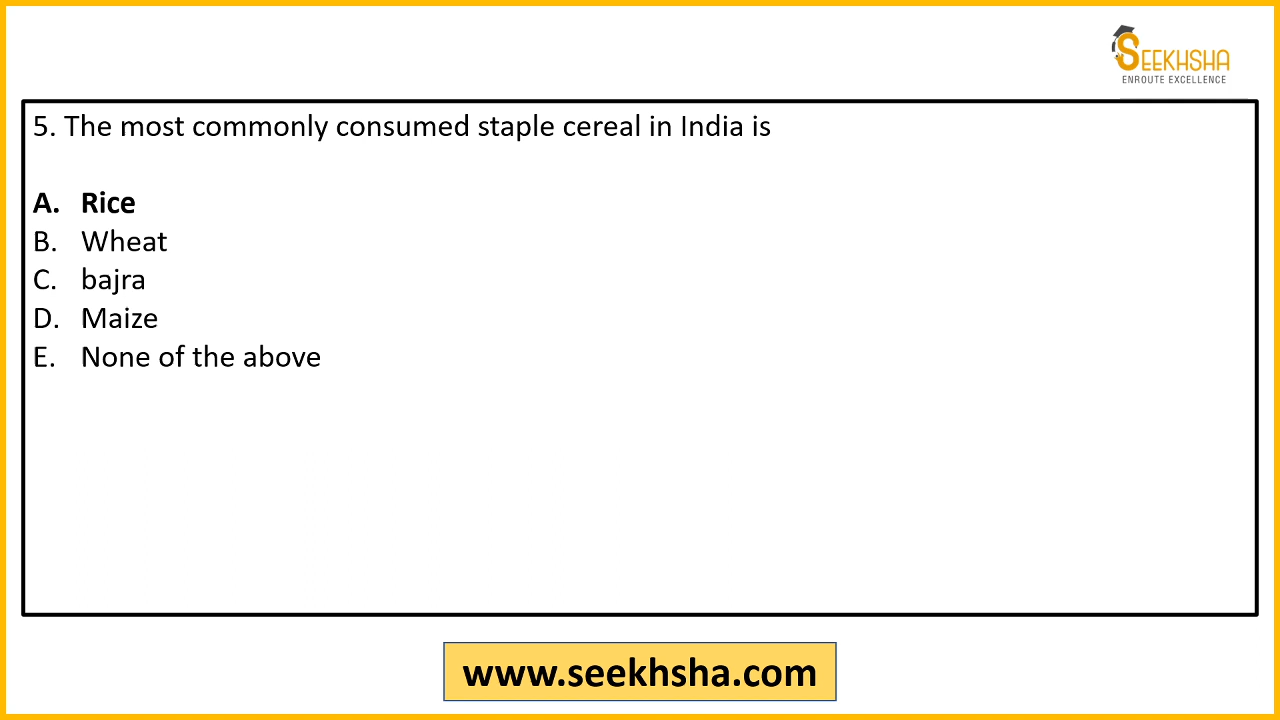 SEEKHSHA
ENROUTE EXCELLENCE
5. The most commonly consumed staple cereal in India is
A. Rice
B. Wheat
C. bajra
D. Maize
E. None of the above
www.seekhsha.com